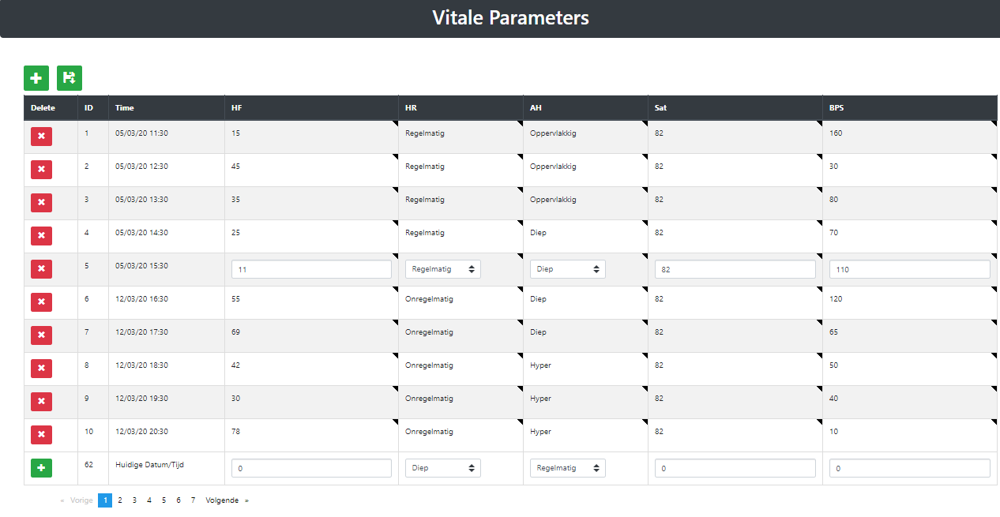 Vitale Parameters
Delete ID Time HF HR AH Sat BPS
1 05/03/20 11:30 15 Regelmatig Oppervlakkig 82 160
2 05/03/20 12:30 45 Regelmatig Oppervlakkig 82 30
3 05/03/20 13:30 35 Regelmatig Oppervlakkig 82 80
4 05/03/20 14:30 25 Regelmatig Diep 82 70
5 05/03/20 15:30 11 Regelmatig Diep 82 110
6 12/03/20 16:30 55 Onregelmatig Diep 82 120
7 12/03/20 17:30 69 Onregelmatig Diep 82 65
8 12/03/20 18:30 42 Onregelmatig Hyper 82 50
9 12/03/20 19:30 30 Onregelmatig Hyper 82 40
10 12/03/20 20:30 78 Onregelmatig Hyper 82 10
62 Huidige Datum/Tijd 0 Diep Regelmatig 0 0
« Vorige 1 2 3 4 5 6 7 Volgende »